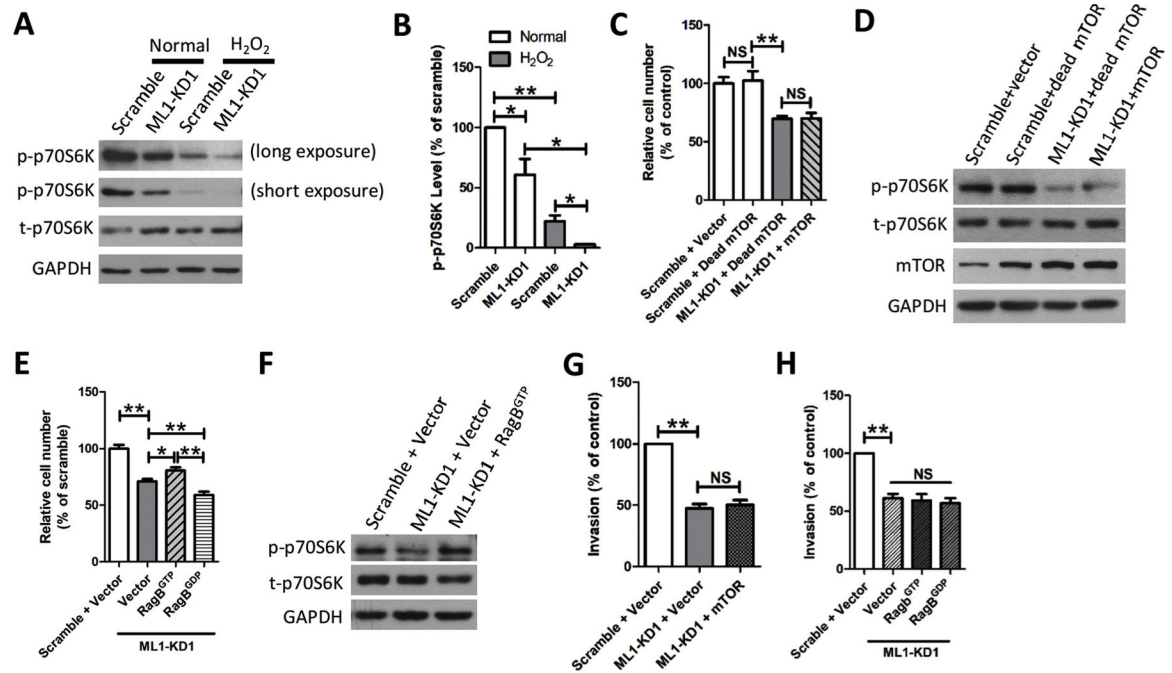 A
Normal
H2O2
Scramble
ML1-KD1
Scramble
ML1-KD1
p-p70S6K
(long exposure)
p-p70S6K
(short exposure)
t-p70S6K
GAPDH
B
Normal
H2O2
p-p70S6K Level (% of scramble)
150
100
50
0
**
*
*
*
Scramble
ML1-KD1
Scramble
ML1-KD1
C
Relative cell number
(% of control)
150
100
50
0
NS
**
NS
Scramble + Vector
Scramble + Dead mTOR
ML1-KD1 + Dead mTOR
ML1-KD1 + mTOR
D
Scramble+vector
Scramble+dead mTOR
ML1-KD1+dead mTOR
ML1-KD1+mTOR
p-p70S6K
t-p70S6K
mTOR
GAPDH
E
Relative cell number
(% of scramble)
150
100
50
0
**
**
*
**
Scramble + Vector
Vector
RagBGTP
RagBGDP
ML1-KD1
F
Scramble + Vector
ML1-KD1 + Vector
ML1-KD1 + RagBGTP
p-p70S6K
t-p70S6K
GAPDH
G
Invasion (% of control)
150
100
50
0
**
NS
Scramble + Vector
ML1-KD1 + Vector
ML1-KD1 + mTOR
H
Invasion (% of control)
150
100
50
0
**
NS
Scrable + Vector
Vector
RagbGTP
RagBGDP
ML1-KD1